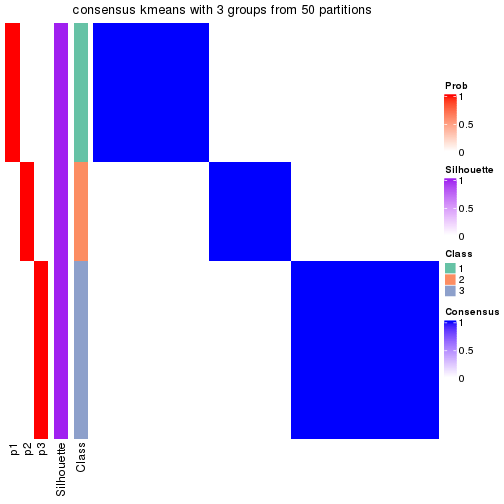 consensus kmeans with 3 groups from 50 partitions
Prob
1
0.5
0
Silhouette
1
0.5
0
Class
1
2
3
Consensus
1
0.5
0
p1
p2
p3
Silhouette
Class